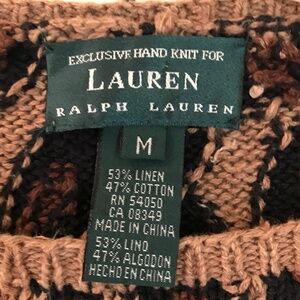 EXCLUSIVE HAND KNIT FOR
LAUREN
RALPH LAUREN
M
53% LINEN
47% COTTON
RN 54050
CA 08349
MADE IN CHINA
53% LINO
47% ALGODON
HECHO EN CHINA